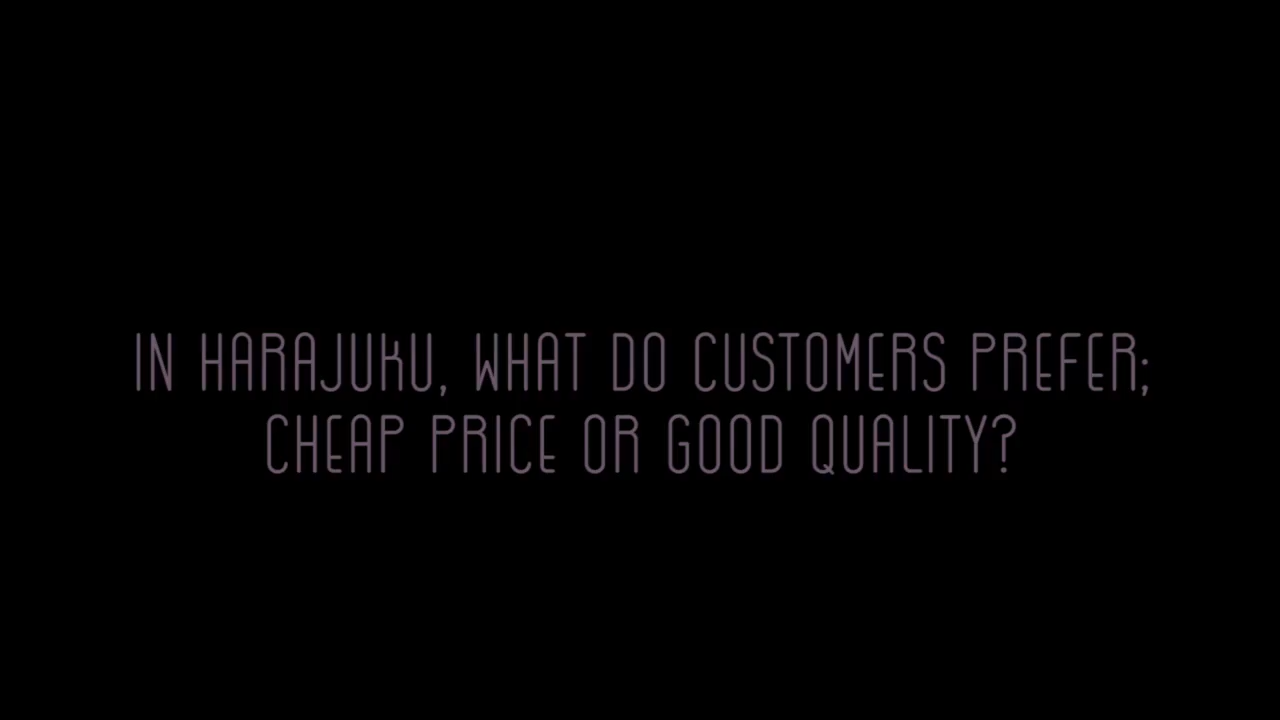 IN HARAJUKU, WHAT DO CUSTOMERS PREFER;
CHEAP PRICE OR GOOD QUALITY?